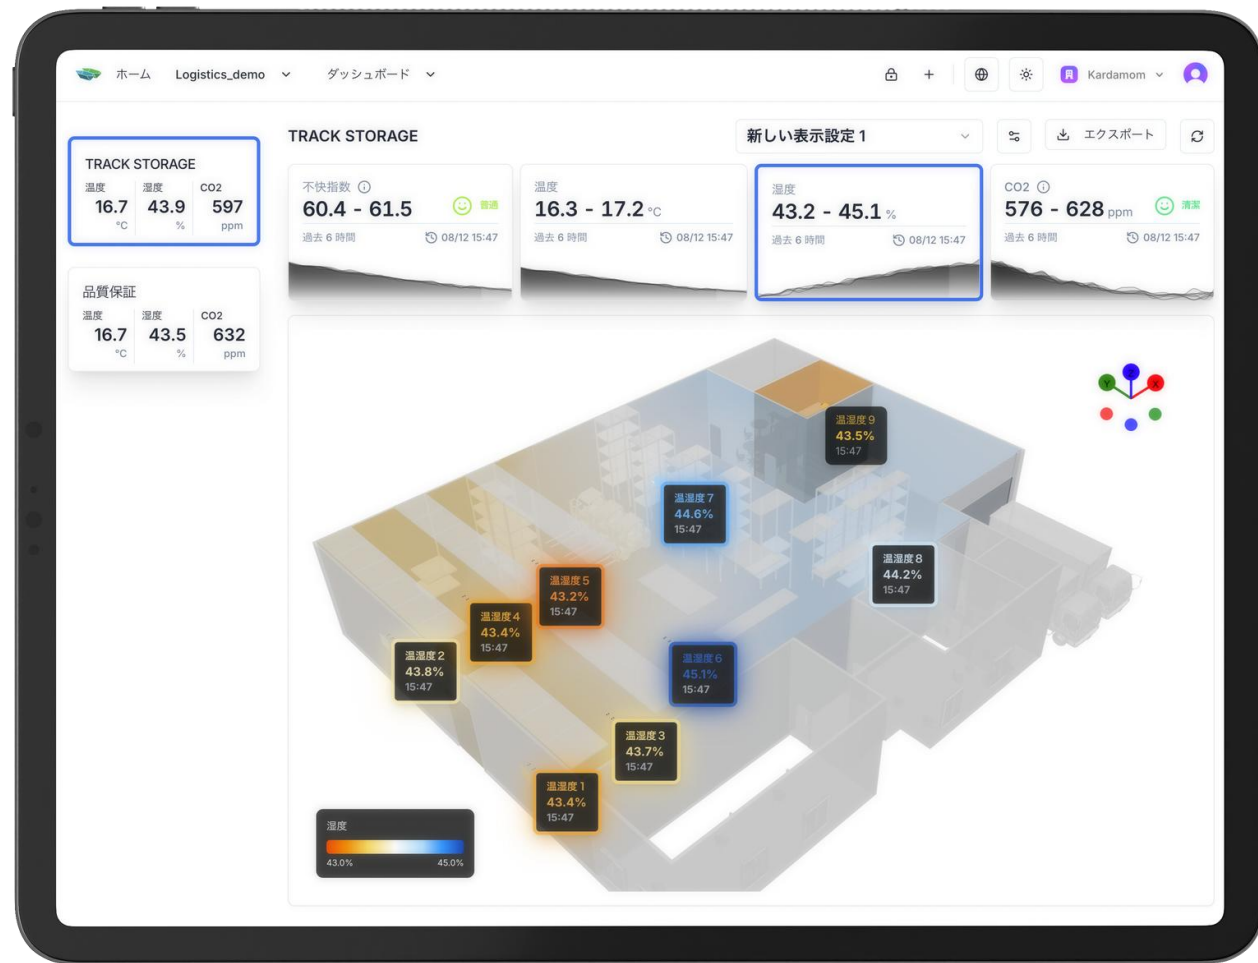 ホーム
Logistics_demo
ダッシュボード
Kardamom
TRACK STORAGE
温度 湿度 CO2
16.7 43.9 597
°C % ppm
品質保証
温度 湿度 CO2
16.7 43.5 632
°C % ppm
TRACK STORAGE
新しい表示設定 1
エクスポート
不快指数
60.4 - 61.5
普通
過去 6 時間
08/12 15:47
温度
16.3 - 17.2 °C
過去 6 時間
08/12 15:47
湿度
43.2 - 45.1 %
過去 6 時間
08/12 15:47
CO2
576 - 628 ppm
清潔
過去 6 時間
08/12 15:47
Y Z X
温湿度 9
43.5%
15:47
温湿度 7
44.6%
15:47
温湿度 8
44.2%
15:47
温湿度 5
43.2%
15:47
温湿度 4
43.4%
15:47
温湿度 2
43.8%
15:47
温湿度 6
45.1%
15:47
温湿度 3
43.7%
15:47
温湿度 1
43.4%
15:47
湿度
43.0% 45.0%